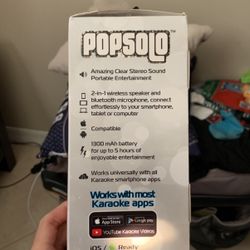 POPSOLO
Amazing Clear Stereo Sound
Portable Entertainment
2-in-1 wireless speaker and
bluetooth microphone, connect
effortlessly to your smartphone,
tablet or computer
Compatible
1300 mAh battery
for up to 5 hours of
enjoyable entertainment
Works universally with all
Karaoke smartphone apps
Works with most
Karaoke apps
App Store
Google play
YouTube Karaoke Videos
iOS / Ready